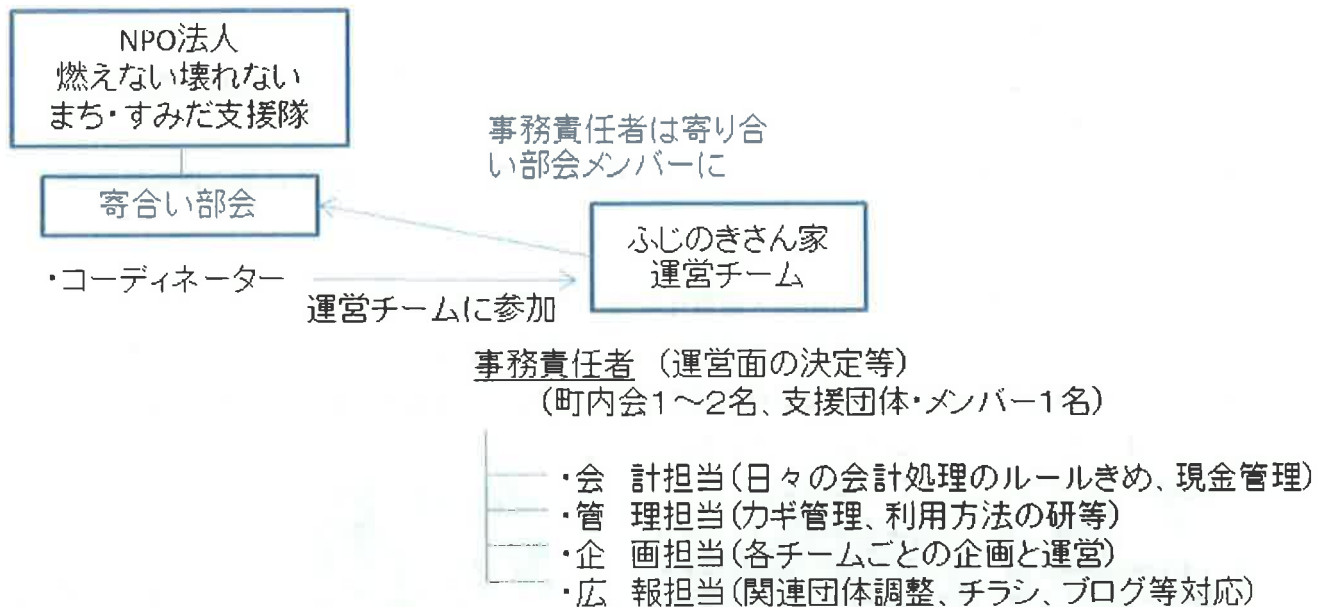 NPO法人
燃えない壊れない
まち・すみだ支援隊
事務責任者は寄り合
い部会メンバーに
寄合い部会
ふじのきさん家
運営チーム
・コーディネーター
運営チームに参加
事務責任者 (運営面の決定等)
(町内会1~2名、支援団体・メンバー1名)
・会 計担当(日々の会計処理のルールきめ、現金管理)
・管 理担当(カギ管理、利用方法の研等)
・企 画担当(各チームごとの企画と運営)
・広 報担当(関連団体調整、チラシ、ブログ等対応)